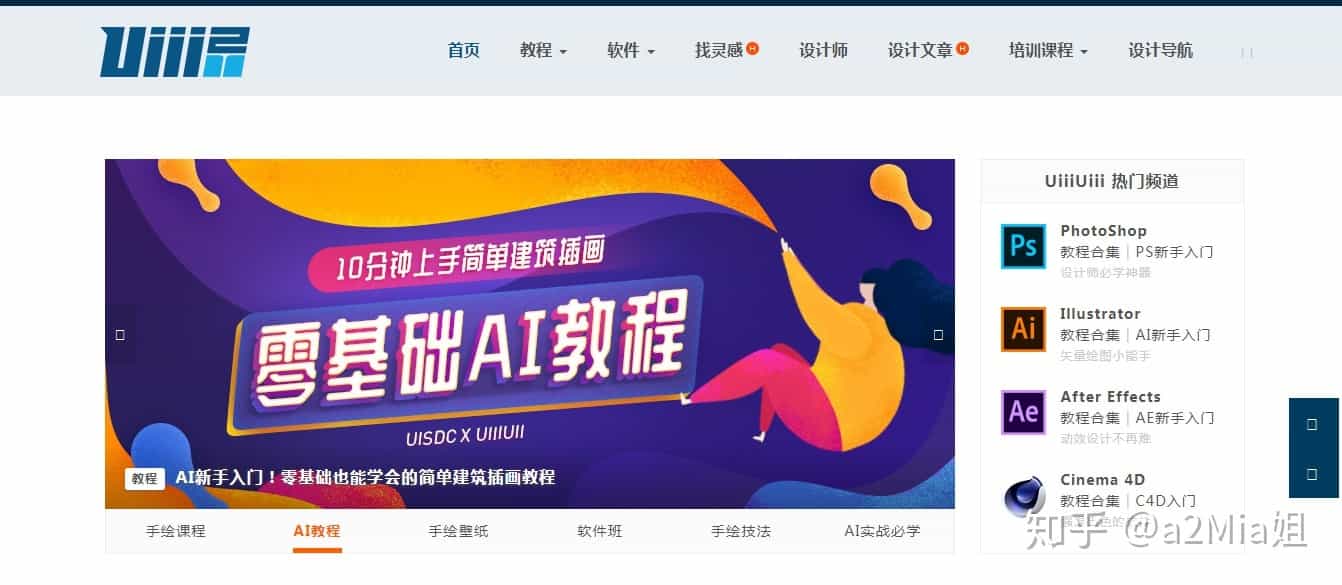 首页 教程 软件 找灵感 H 设计师 设计文章 H 培训课程 设计导航
10分钟上手简单建筑插画
零基础AI教程
UISDC X UIIIUII
教程 AI新手入门！零基础也能学会的简单建筑插画教程
手绘课程 AI教程 手绘壁纸 软件班 手绘技法 AI实战必学
UiiiUiii 热门频道
Ps
PhotoShop
教程合集 | PS新手入门
设计师必学神器
Ai
Illustrator
教程合集 | AI新手入门
矢量绘图小能手
Ae
After Effects
教程合集 | AE新手入门
动效设计不再难
Cinema 4D
教程合集 | C4D入门
知乎 @a2Mia姐